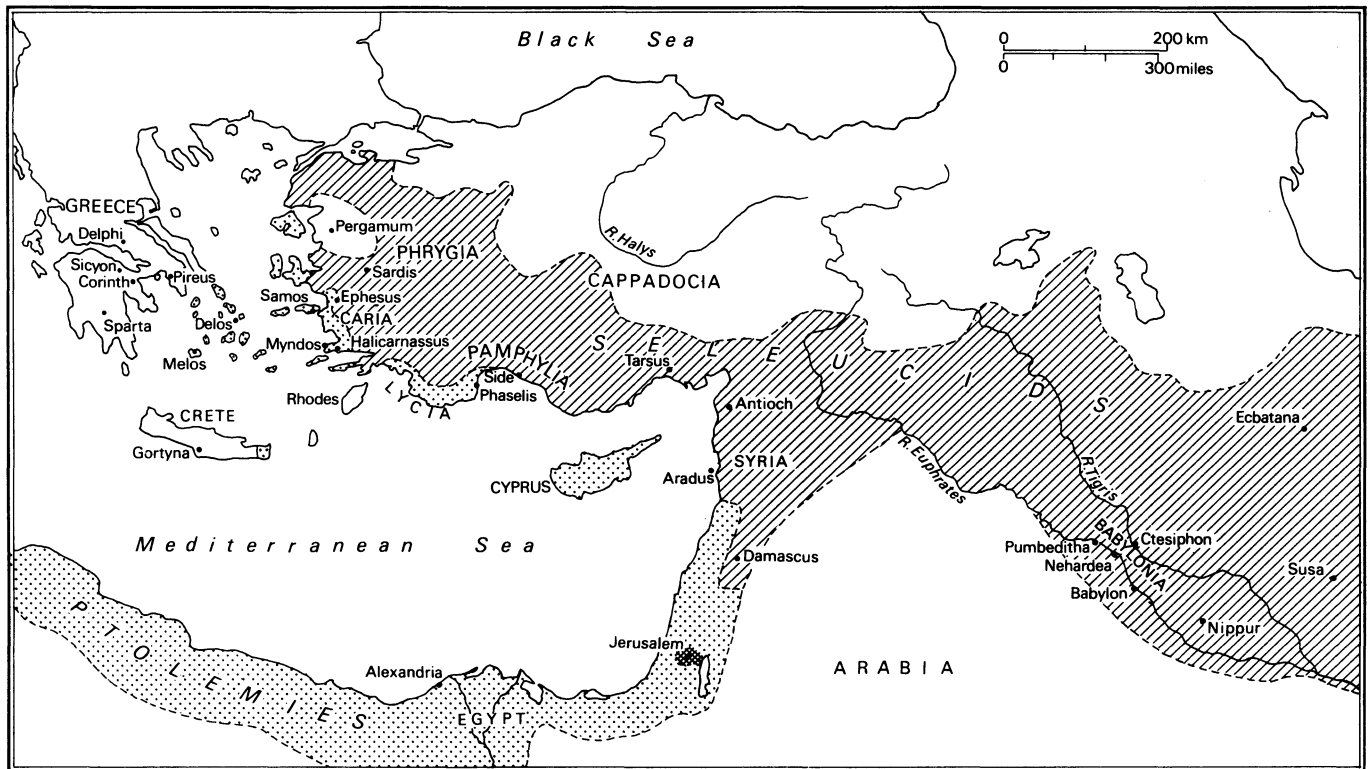 Black Sea
0 200 km
0 300 miles
GREECE
Delphi
Sicyon
Corinth
Pireus
Sparta
Delos
Melos
Samos
Myndos
Pergamum
PHRYGIA
Sardis
Ephesus
CARIA
Halicarnassus
R. Halys
CAPPADOCIA
PAMPHYLIA
Side
Phaselis
LYCIA
Rhodes
CRETE
Gortyna
SELEUCIDS
Tarsus
Antioch
SYRIA
Aradus
CYPRUS
Damascus
R. Euphrates
R. Tigris
Ecbatana
BABYLONIA
Ctesiphon
Pumbeditha
Nehardea
Babylon
Susa
Nippur
Mediterranean Sea
PTOLEMIES
Alexandria
EGYPT
Jerusalem
ARABIA